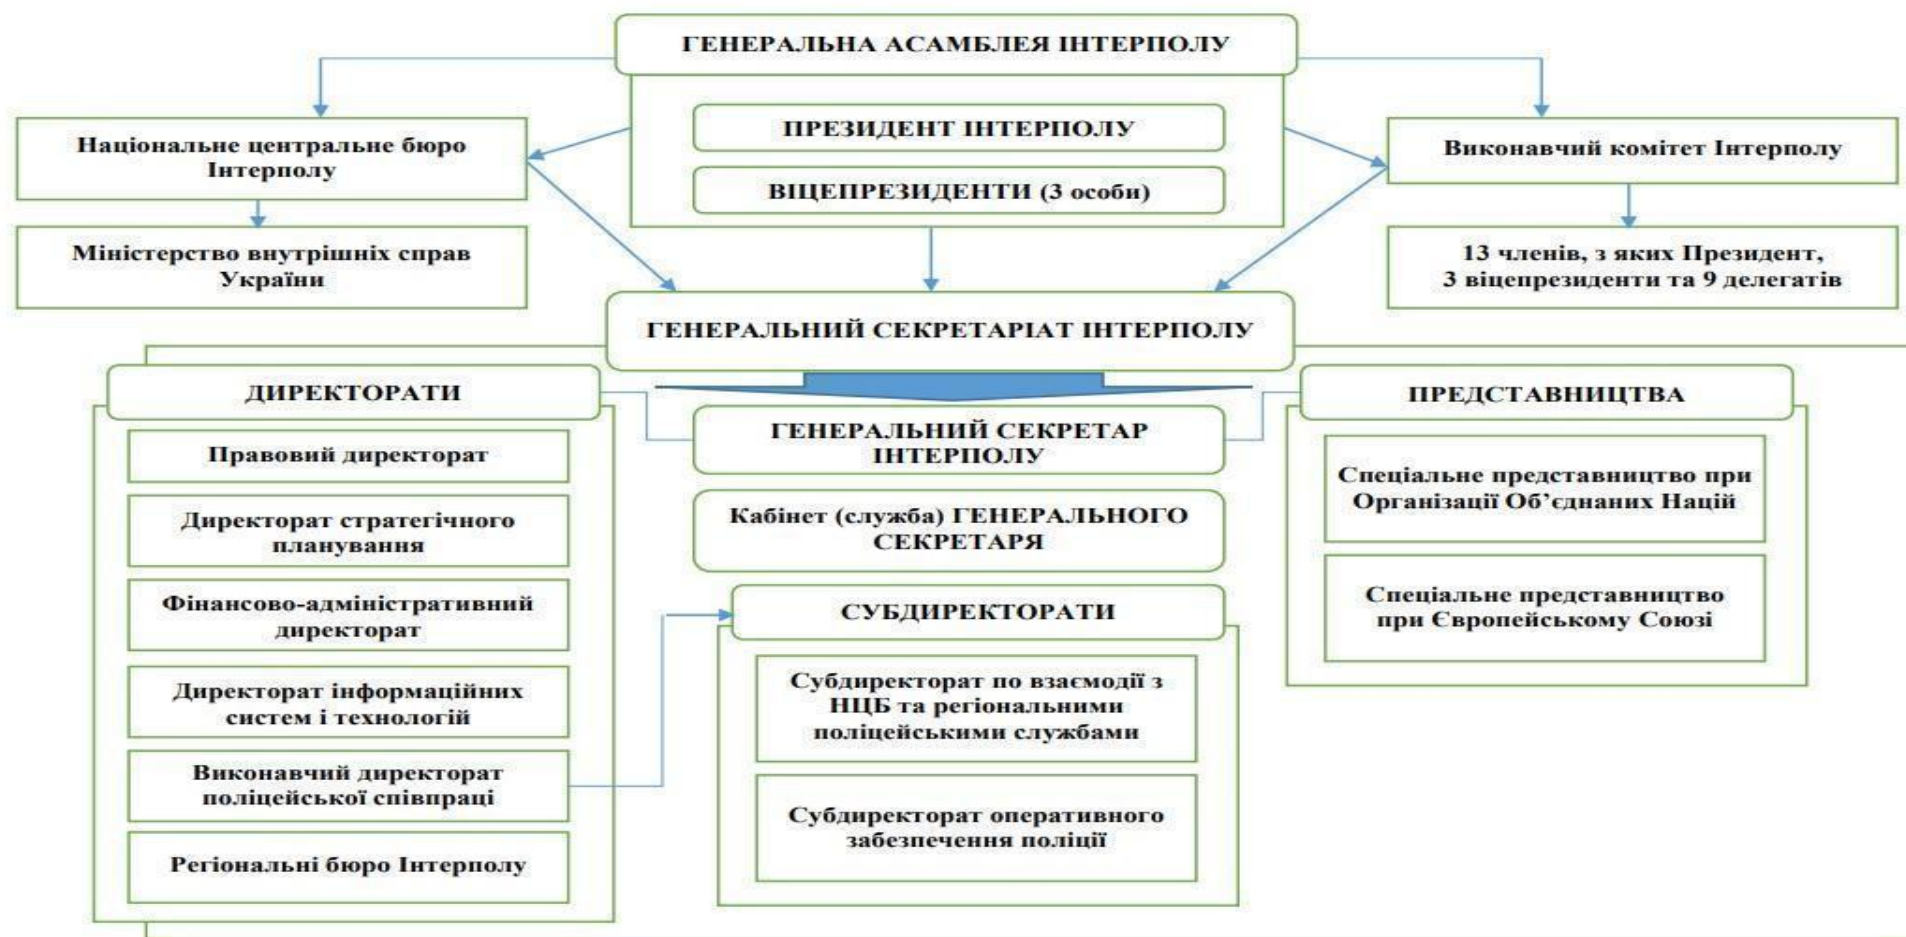 ГЕНЕРАЛЬНА АСАМБЛЕЯ ІНТЕРПОЛУ
ПРЕЗИДЕНТ ІНТЕРПОЛУ
ВІЦЕПРЕЗИДЕНТИ (3 особи)
Національне центральне бюро
Інтерполу
Міністерство внутрішніх справ
України
Виконавчий комітет Інтерполу
13 членів, з яких Президент,
3 віцепрезиденти та 9 делегатів
ГЕНЕРАЛЬНИЙ СЕКРЕТАРІАТ ІНТЕРПОЛУ
ДИРЕКТОРАТИ
Правовий директорат
Директорат стратегічного
планування
Фінансово-адміністративний
директорат
Директорат інформаційних
систем і технологій
Виконавчий директорат
поліцейської співпраці
Регіональні бюро Інтерполу
ГЕНЕРАЛЬНИЙ СЕКРЕТАР
ІНТЕРПОЛУ
Кабінет (служба) ГЕНЕРАЛЬНОГО
СЕКРЕТАРЯ
СУБДИРЕКТОРАТИ
Субдиректорат по взаємодії з
НЦБ та регіональними
поліцейськими службами
Субдиректорат оперативного
забезпечення поліції
ПРЕДСТАВНИЦТВА
Спеціальне представництво при
Організації Об’єднаних Націй
Спеціальне представництво
при Європейському Союзі